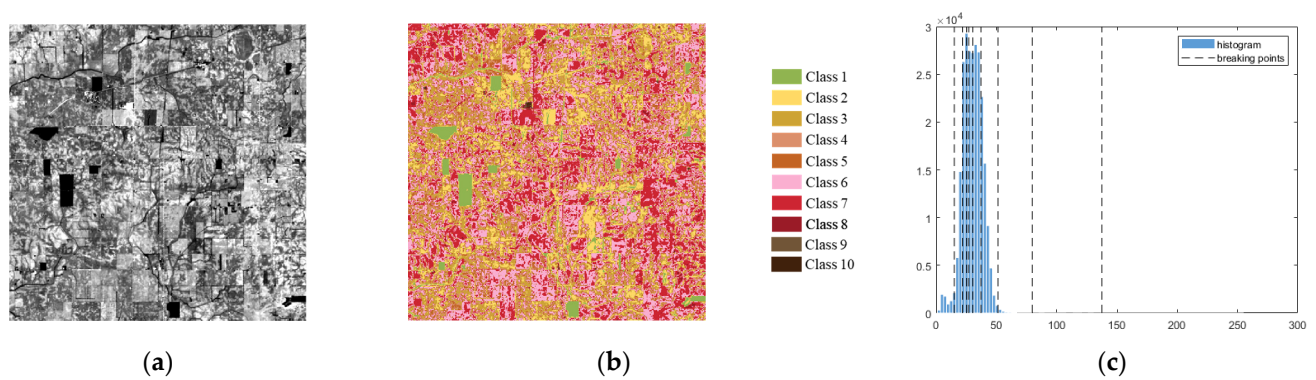 Class 1
Class 2
Class 3
Class 4
Class 5
Class 6
Class 7
Class 8
Class 9
Class 10
×10⁴
3
2.5
2
1.5
1
0.5
0
0 50 100 150 200 250 300
histogram
breaking points
(a) (b) (c)